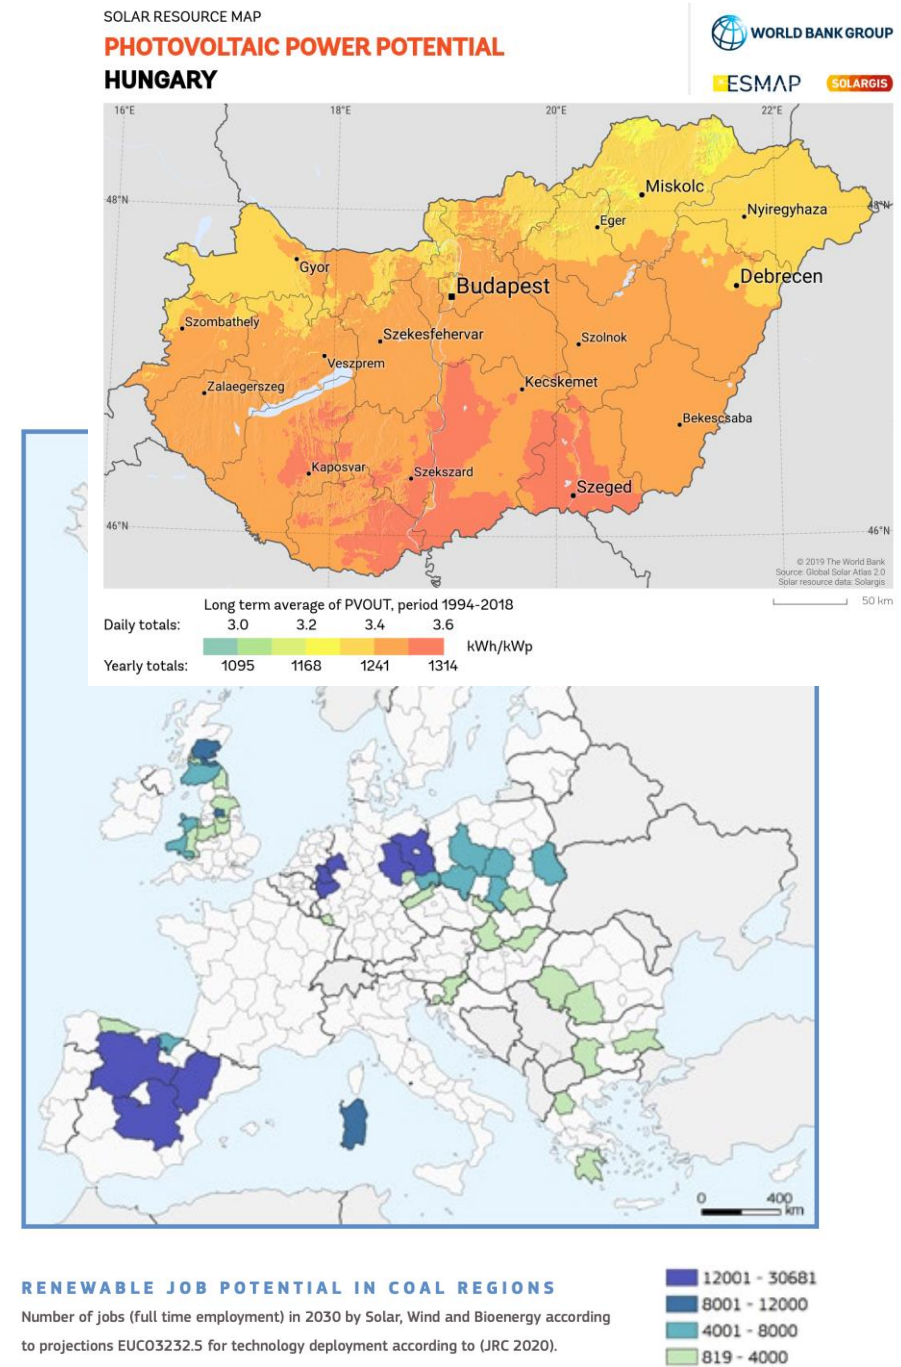 SOLAR RESOURCE MAP
PHOTOVOLTAIC POWER POTENTIAL
HUNGARY
WORLD BANK GROUP
ESMAP
SOLARGIS
16°E
18°E
20°E
22°E
48°N
48°N
Miskolc
Nyiregyhaza
Eger
Gyor
Debrecen
Budapest
Szombathely
Szekesfehervar
Szolnok
Veszprem
Zalaegerszeg
Kecskemet
Bekescsaba
Kaposvar
Szekszard
Szeged
46°N
46°N
© 2019 The World Bank
Source: Global Solar Atlas 2.0
Solar resource data: Solargis
50 km
Long term average of PVOUT, period 1994-2018
Daily totals: 3.0 3.2 3.4 3.6
kWh/kWp
Yearly totals: 1095 1168 1241 1314
0 400
km
RENEWABLE JOB POTENTIAL IN COAL REGIONS
Number of jobs (full time employment) in 2030 by Solar, Wind and Bioenergy according
to projections EUCO3232.5 for technology deployment according to (JRC 2020).
12001 - 30681
8001 - 12000
4001 - 8000
819 - 4000